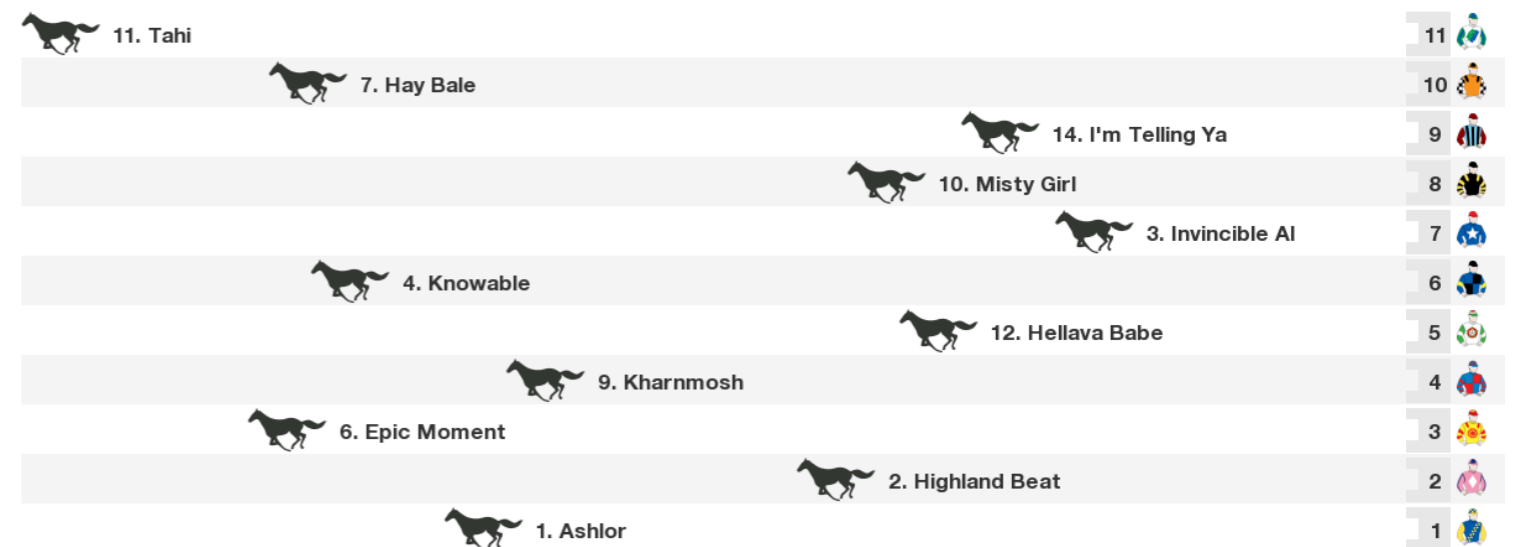 11. Tahi 11
7. Hay Bale 10
14. I'm Telling Ya 9
10. Misty Girl 8
3. Invincible Al 7
4. Knowable 6
12. Hellava Babe 5
9. Kharnmosh 4
6. Epic Moment 3
2. Highland Beat 2
1. Ashlor 1